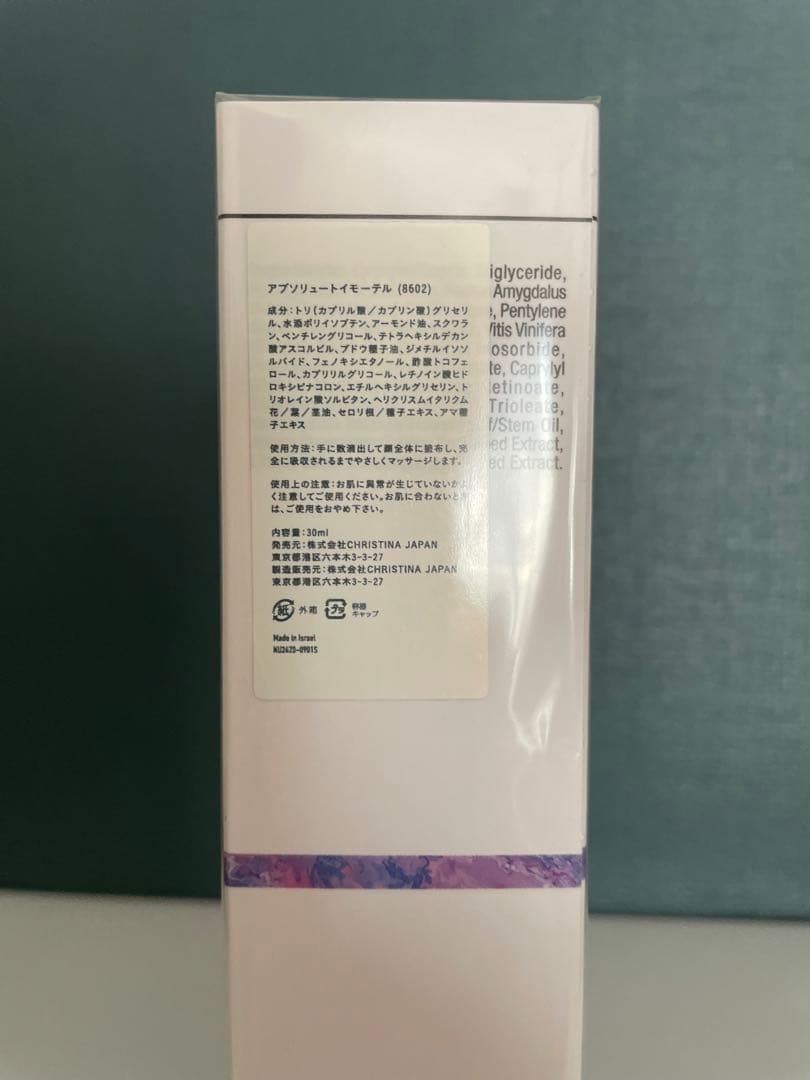 アブソリュートイモーテル (8602)
成分:トリ(カプリル酸/カプリン酸)グリセリ
ル、水添ポリイソブテン、アーモンド油、スクワラ
ン、ペンチレングリコール、テトラヘキシルデカン
酸アスコルビル、ブドウ種子油、ジメチルイソソ
ルバイド、フェノキシエタノール、酢酸トコフェ
ロール、カプリリルグリコール、レチノイン酸ヒド
ロキシピナコロン、エチルヘキシルグリセリン、ト
リオレイン酸ソルビタン、ヘリクリスムイタリクム
花/葉/茎油、セロリ根/種子エキス、アマ種
子エキス
使用方法:手に数滴出して顔全体に塗布し、完
全に吸収されるまでやさしくマッサージします。
使用上の注意:お肌に異常が生じていないかよ
く注意してご使用ください。お肌に合わないとき
は、ご使用をおやめ下さい。
内容量:30ml
発売元:株式会社CHRISTINA JAPAN
東京都港区六本木3-3-27
製造販売元:株式会社CHRISTINA JAPAN
東京都港区六本木3-3-27
紙 外箱 プラ 容器
キャップ
Made in Israel
NU2620-0901S
iglyceride,
Amygdalus
, Pentylene
Vitis Vinifera
osorbide,
te, Caprylyl
Retinoate,
Trioleate,
f/Stem Oil,
ed Extract,
ed Extract.